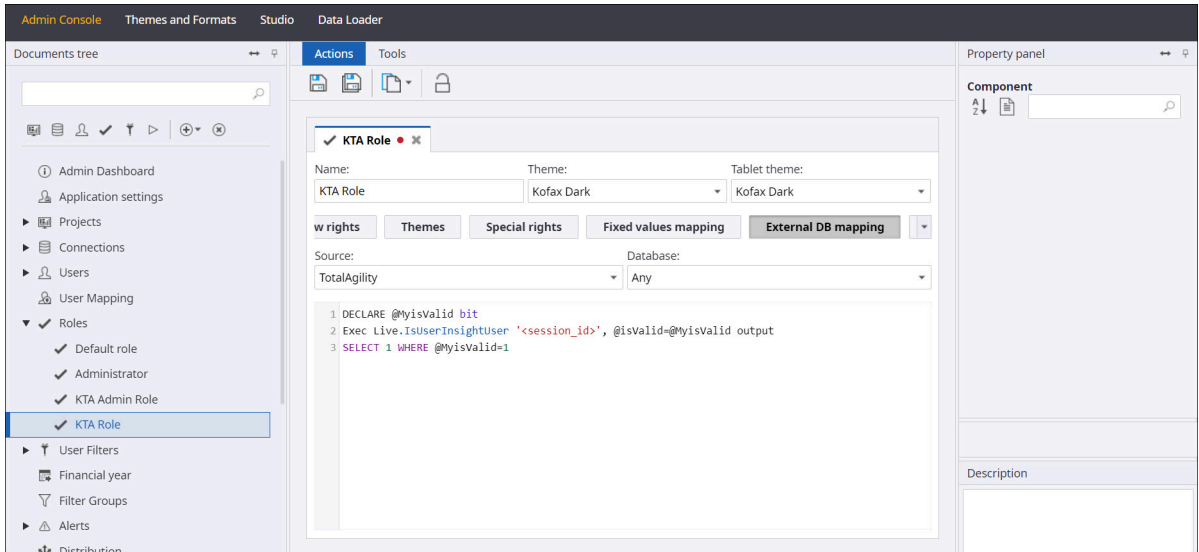 Admin Console Themes and Formats Studio Data Loader
Documents tree
Actions Tools
Property panel
Component
KTA Role
Name: Theme: Tablet theme:
KTA Role Kofax Dark Kofax Dark
w rights Themes Special rights Fixed values mapping External DB mapping
Source: Database:
TotalAgility Any
1 DECLARE @MyisValid bit
2 Exec Live.IsUserInsightUser '<session_id>', @isValid=@MyisValid output
3 SELECT 1 WHERE @MyisValid=1
Admin Dashboard
Application settings
Projects
Connections
Users
User Mapping
Roles
Default role
Administrator
KTA Admin Role
KTA Role
User Filters
Financial year
Filter Groups
Alerts
Distribution
Description